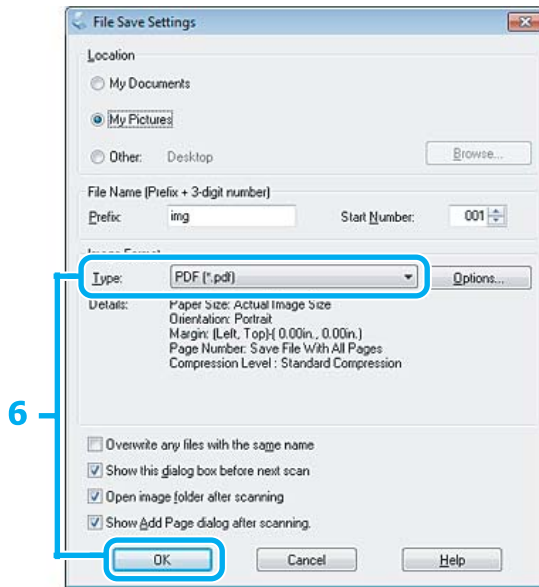 File Save Settings
Location
My Documents
My Pictures
Other: Desktop Browse...
File Name (Prefix + 3-digit number)
Prefix: img Start Number: 001
Image Format
Type: PDF (*.pdf) Options...
Details: Paper Size: Actual Image Size
Orientation: Portrait
Margin: (Left, Top)-( 0.00in., 0.00in.)
Page Number: Save File With All Pages
Compression Level : Standard Compression
6
Overwrite any files with the same name
Show this dialog box before next scan
Open image folder after scanning
Show Add Page dialog after scanning.
OK Cancel Help